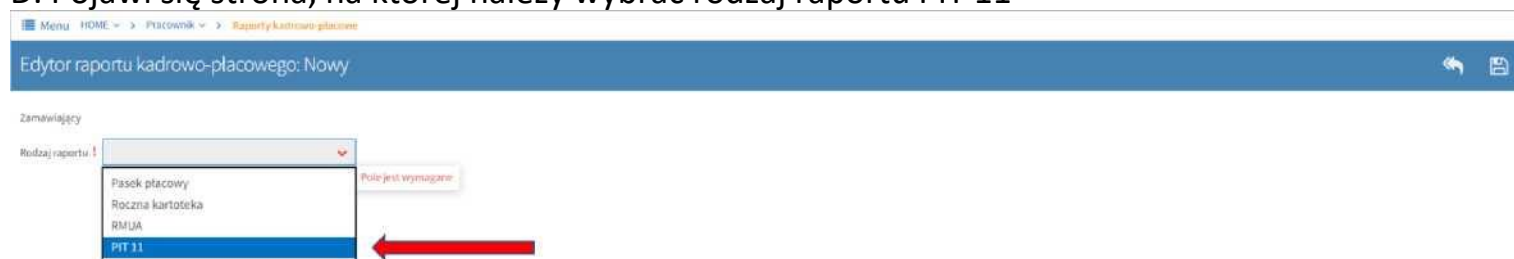 D. Pojawi się strona, na której należy wybrać rodzaj raportu PIT 11
Menu HOME > Pracownik > Raporty kadrowo-płacowe
Edytor raportu kadrowo-płacowego: Nowy
Zamawiający
Rodzaj raportu !
Pole jest wymagane
Pasek płacowy
Roczna kartoteka
RMUA
PIT 11